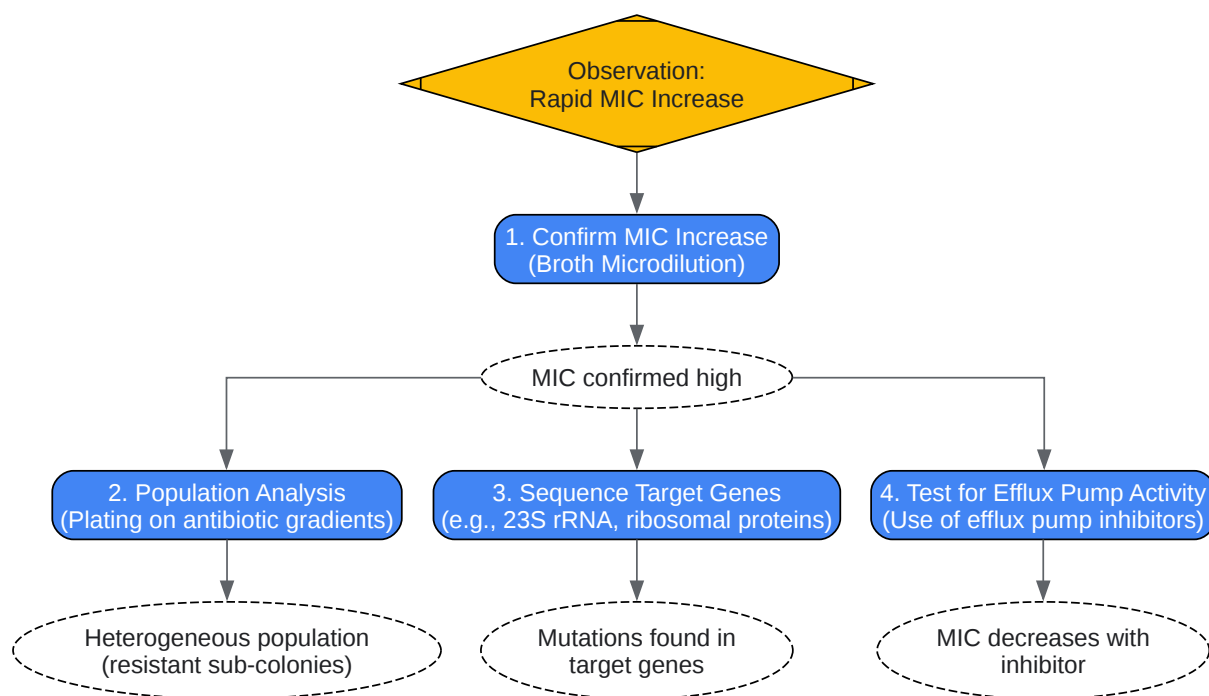 Observation:
Rapid MIC Increase
1. Confirm MIC Increase
(Broth Microdilution)
MIC confirmed high
2. Population Analysis
(Plating on antibiotic gradients)
3. Sequence Target Genes
(e.g., 23S rRNA, ribosomal proteins)
4. Test for Efflux Pump Activity
(Use of efflux pump inhibitors)
Heterogeneous population
(resistant sub-colonies)
Mutations found in
target genes
MIC decreases with
inhibitor